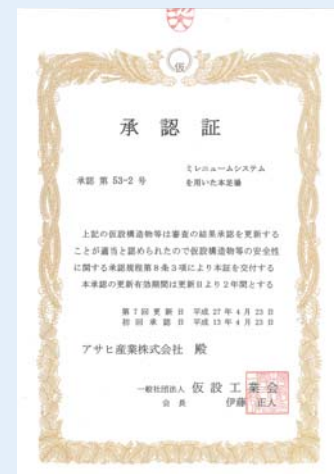 仮
承認証
ミレニュームシステム
承認 第 53-2 号
を用いた本足場
上記の仮設構造物等は審査の結果承認を更新する
ことが適当と認められたので仮設構造物等の安全性
に関する承認規程第8条3項により本証を交付する
本承認の更新有効期間は更新日より2年間とする
第7回更新日 平成27年4月23日
初回承認日 平成13年4月23日
アサヒ産業株式会社 殿
一般社団法人 仮設工業会
会長 伊藤 正人